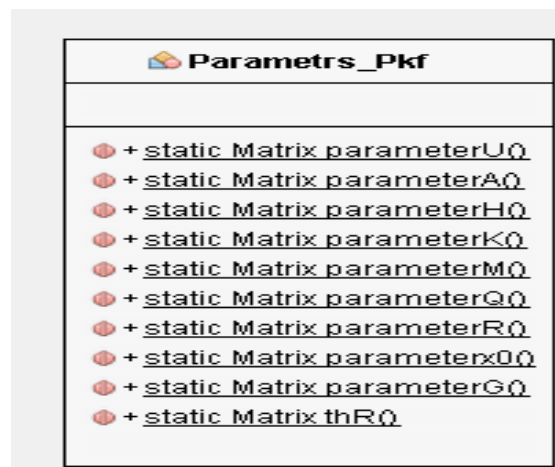 Parametrs_Pkf
+ static Matrix parameterU()
+ static Matrix parameterA()
+ static Matrix parameterH()
+ static Matrix parameterK()
+ static Matrix parameterM()
+ static Matrix parameterQ()
+ static Matrix parameterR()
+ static Matrix parameterx0()
+ static Matrix parameterG()
+ static Matrix thR()